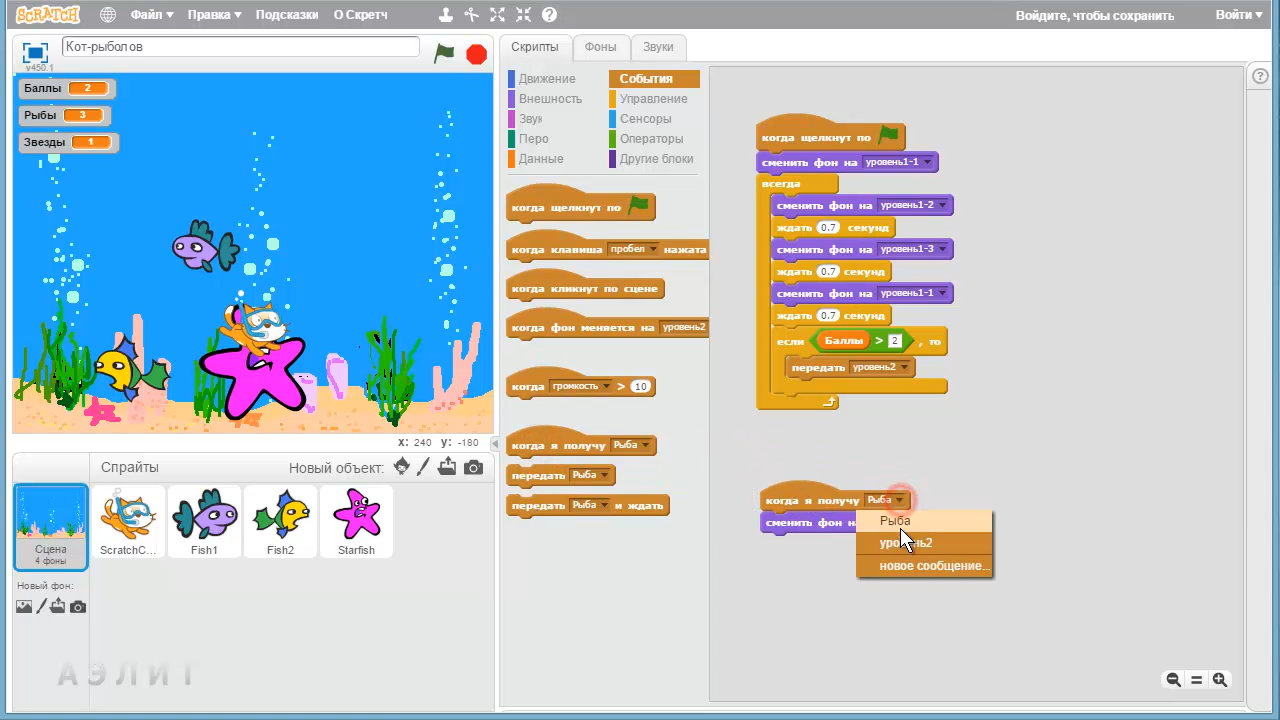 SCRATCH Файл Правка Подсказки О Скретч Войдите, чтобы сохранить Войти
Кот-рыболов
v450.1
Баллы 2
Рыбы 3
Звезды 1
x: 240 y: -180
Спрайты Новый объект:
Сцена
4 фоны
ScratchC... Fish1 Fish2 Starfish
Новый фон:
АЭЛИТ
Скрипты Фоны Звуки
Движение События
Внешность Управление
Звук Сенсоры
Перо Операторы
Данные Другие блоки
когда щелкнут по
когда клавиша пробел нажата
когда кликнут по сцене
когда фон меняется на уровень2
когда громкость > 10
когда я получу Рыба
передать Рыба
передать Рыба и ждать
когда щелкнут по
сменить фон на уровень1-1
всегда
сменить фон на уровень1-2
ждать 0.7 секунд
сменить фон на уровень1-3
ждать 0.7 секунд
сменить фон на уровень1-1
ждать 0.7 секунд
если Баллы > 2 , то
передать уровень2
когда я получу Рыба
сменить фон
Рыба
уровень2
новое сообщение...